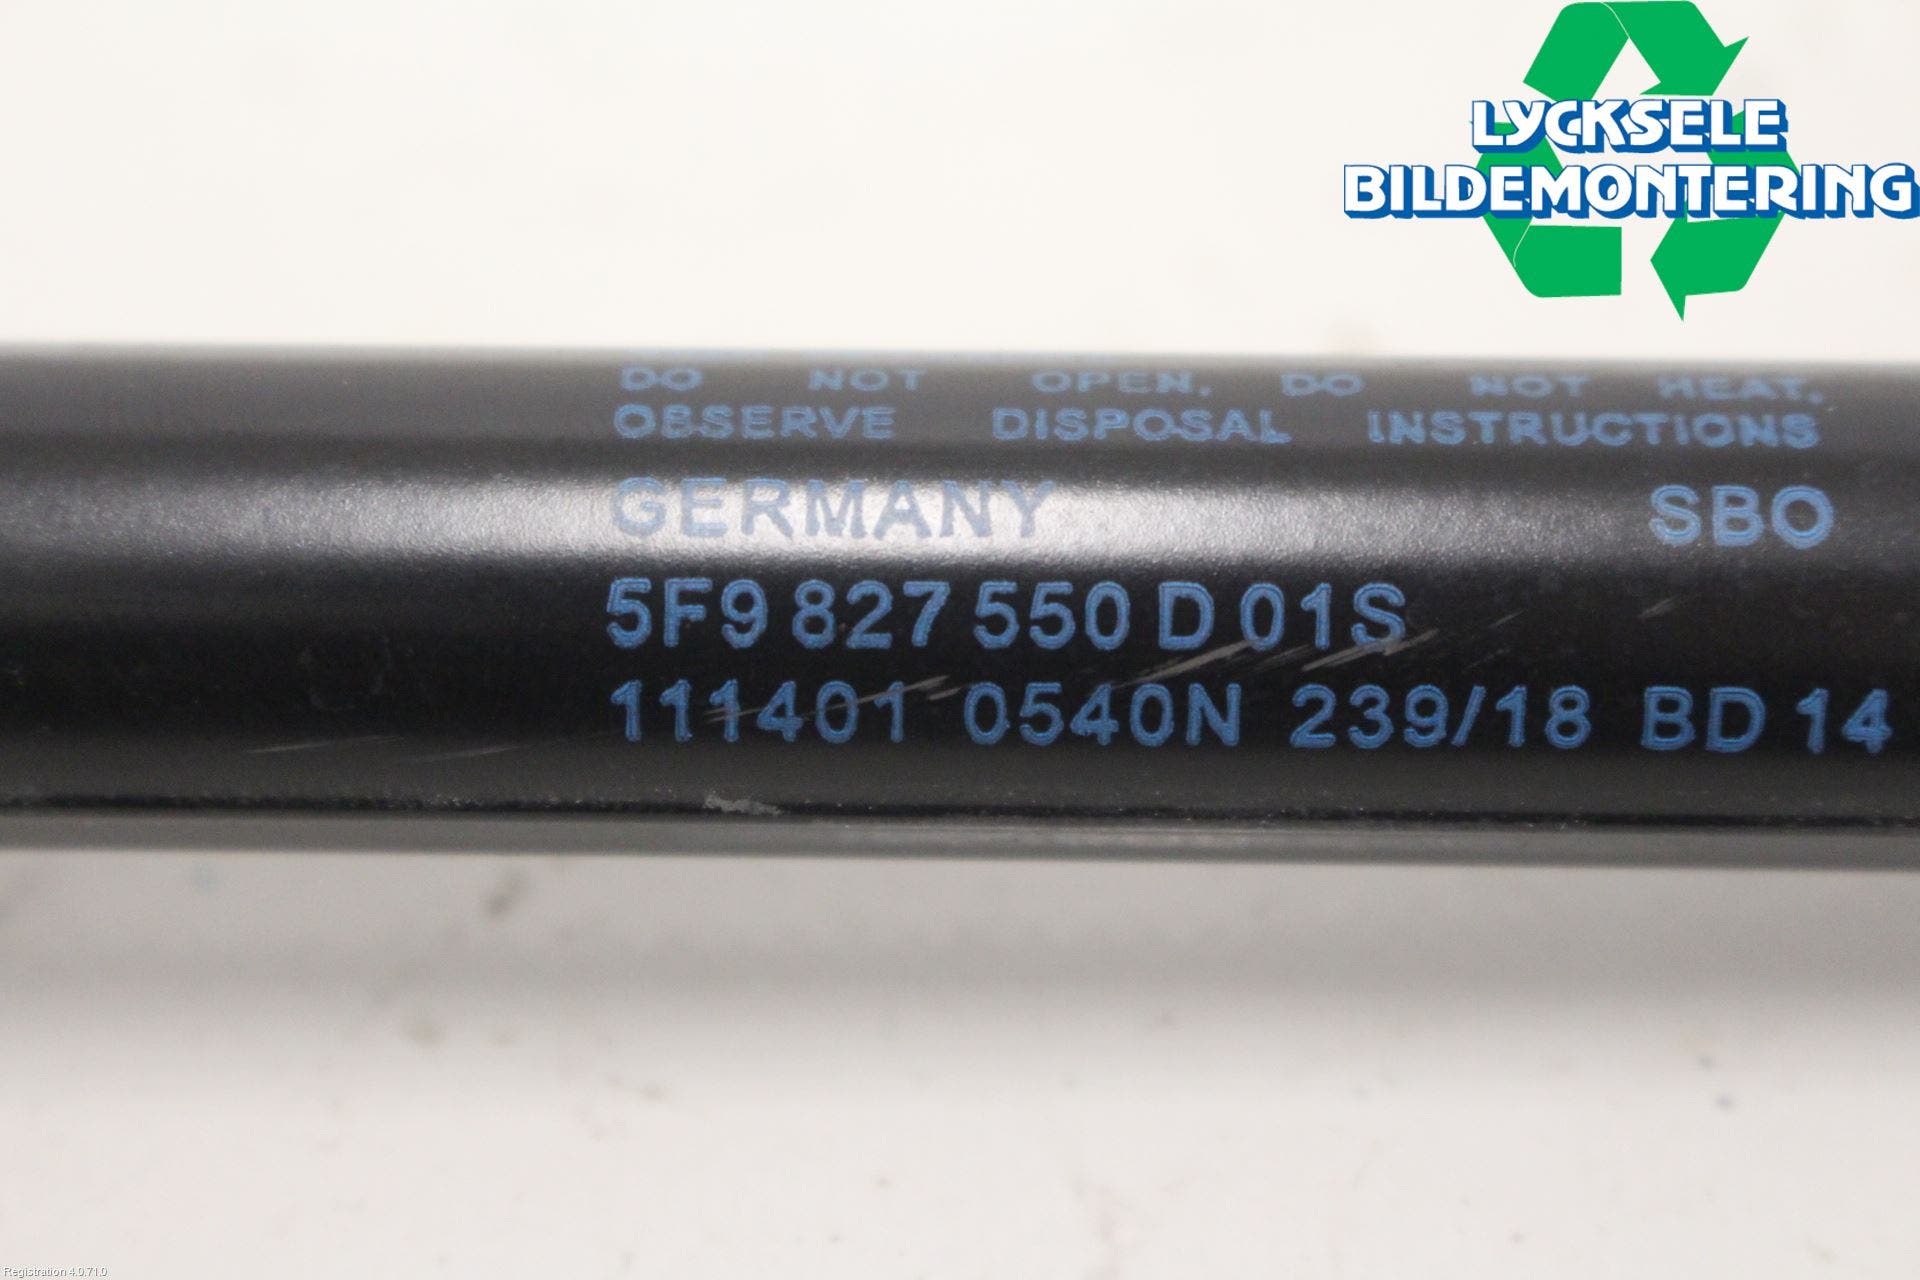 LYCKSELE
BILDEMONTERING
DO NOT OPEN. DO NOT HEAT.
OBSERVE DISPOSAL INSTRUCTIONS
GERMANY SBO
5F9 827 550 D 01S
111401 0540N 239/18 BD 14
Registration 4.0.71.0